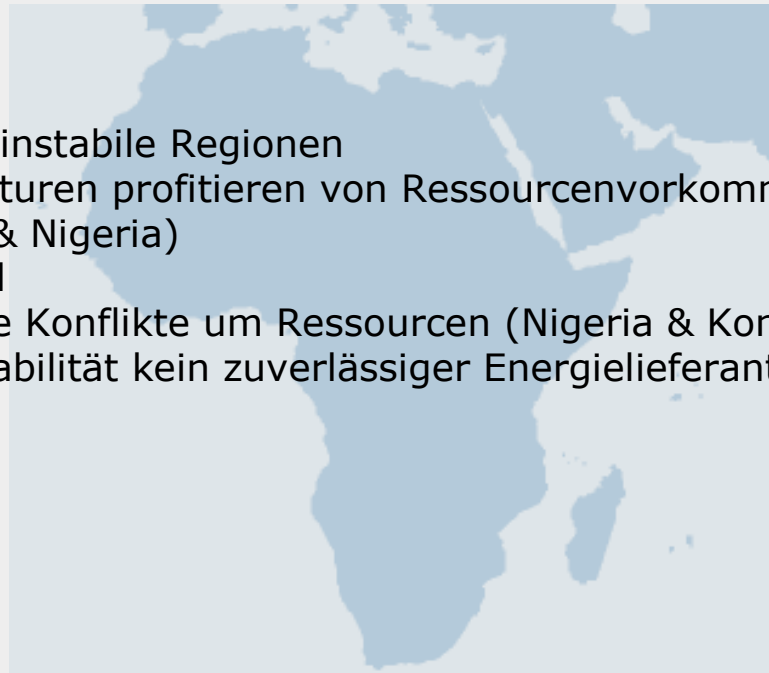 instabile Regionen
turen profitieren von Ressourcenvorkomm
& Nigeria)
l
e Konflikte um Ressourcen (Nigeria & Kon
abilität kein zuverlässiger Energielieferant